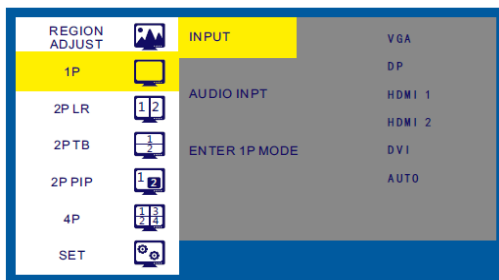 REGION
ADJUST
1P
2P LR
1 2
2P TB
1
2
2P PIP
1
2
4P
1 3
2 4
SET
INPUT
AUDIO INPT
ENTER 1P MODE
VGA
DP
HDMI 1
HDMI 2
DVI
AUTO